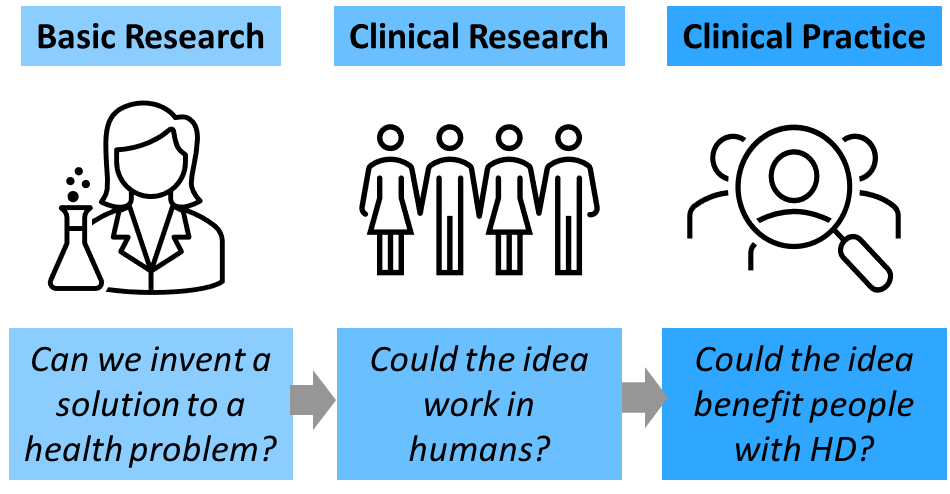 Basic Research
Clinical Research
Clinical Practice
Can we invent a
solution to a
health problem?
Could the idea
work in
humans?
Could the idea
benefit people
with HD?